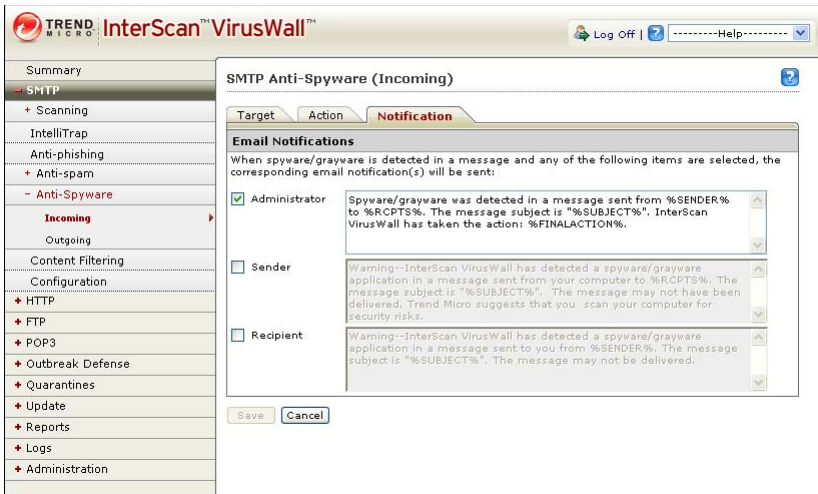 TREND MICRO InterScan™ VirusWall™
Log Off | ? ---------Help---------
Summary
− SMTP
+ Scanning
IntelliTrap
Anti-phishing
+ Anti-spam
− Anti-Spyware
Incoming
Outgoing
Content Filtering
Configuration
+ HTTP
+ FTP
+ POP3
+ Outbreak Defense
+ Quarantines
+ Update
+ Reports
+ Logs
+ Administration
SMTP Anti-Spyware (Incoming) ?
Target Action Notification
Email Notifications
When spyware/grayware is detected in a message and any of the following items are selected, the
corresponding email notification(s) will be sent:
Administrator
Spyware/grayware was detected in a message sent from %SENDER%
to %RCPTS%. The message subject is "%SUBJECT%". InterScan
VirusWall has taken the action: %FINALACTION%.
Sender
Warning--InterScan VirusWall has detected a spyware/grayware
application in a message sent from your computer to %RCPTS%. The
message subject is "%SUBJECT%".  The message may not have been
delivered. Trend Micro suggests that you  scan your computer for
security risks.
Recipient
Warning--InterScan VirusWall has detected a spyware/grayware
application in a message sent to you from %SENDER%. The message
subject is "%SUBJECT%". The message may not be delivered.
Save Cancel